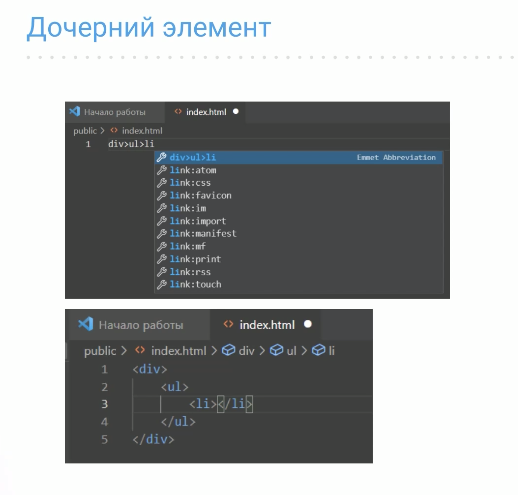 Дочерний элемент
Начало работы <> index.html
public > <> index.html
1 div>ul>li
div>ul>li Emmet Abbreviation
link:atom
link:css
link:favicon
link:im
link:import
link:manifest
link:mf
link:print
link:rss
link:touch
Начало работы <> index.html
public > <> index.html > div > ul > li
1 <div>
2 <ul>
3 <li></li>
4 </ul>
5 </div>